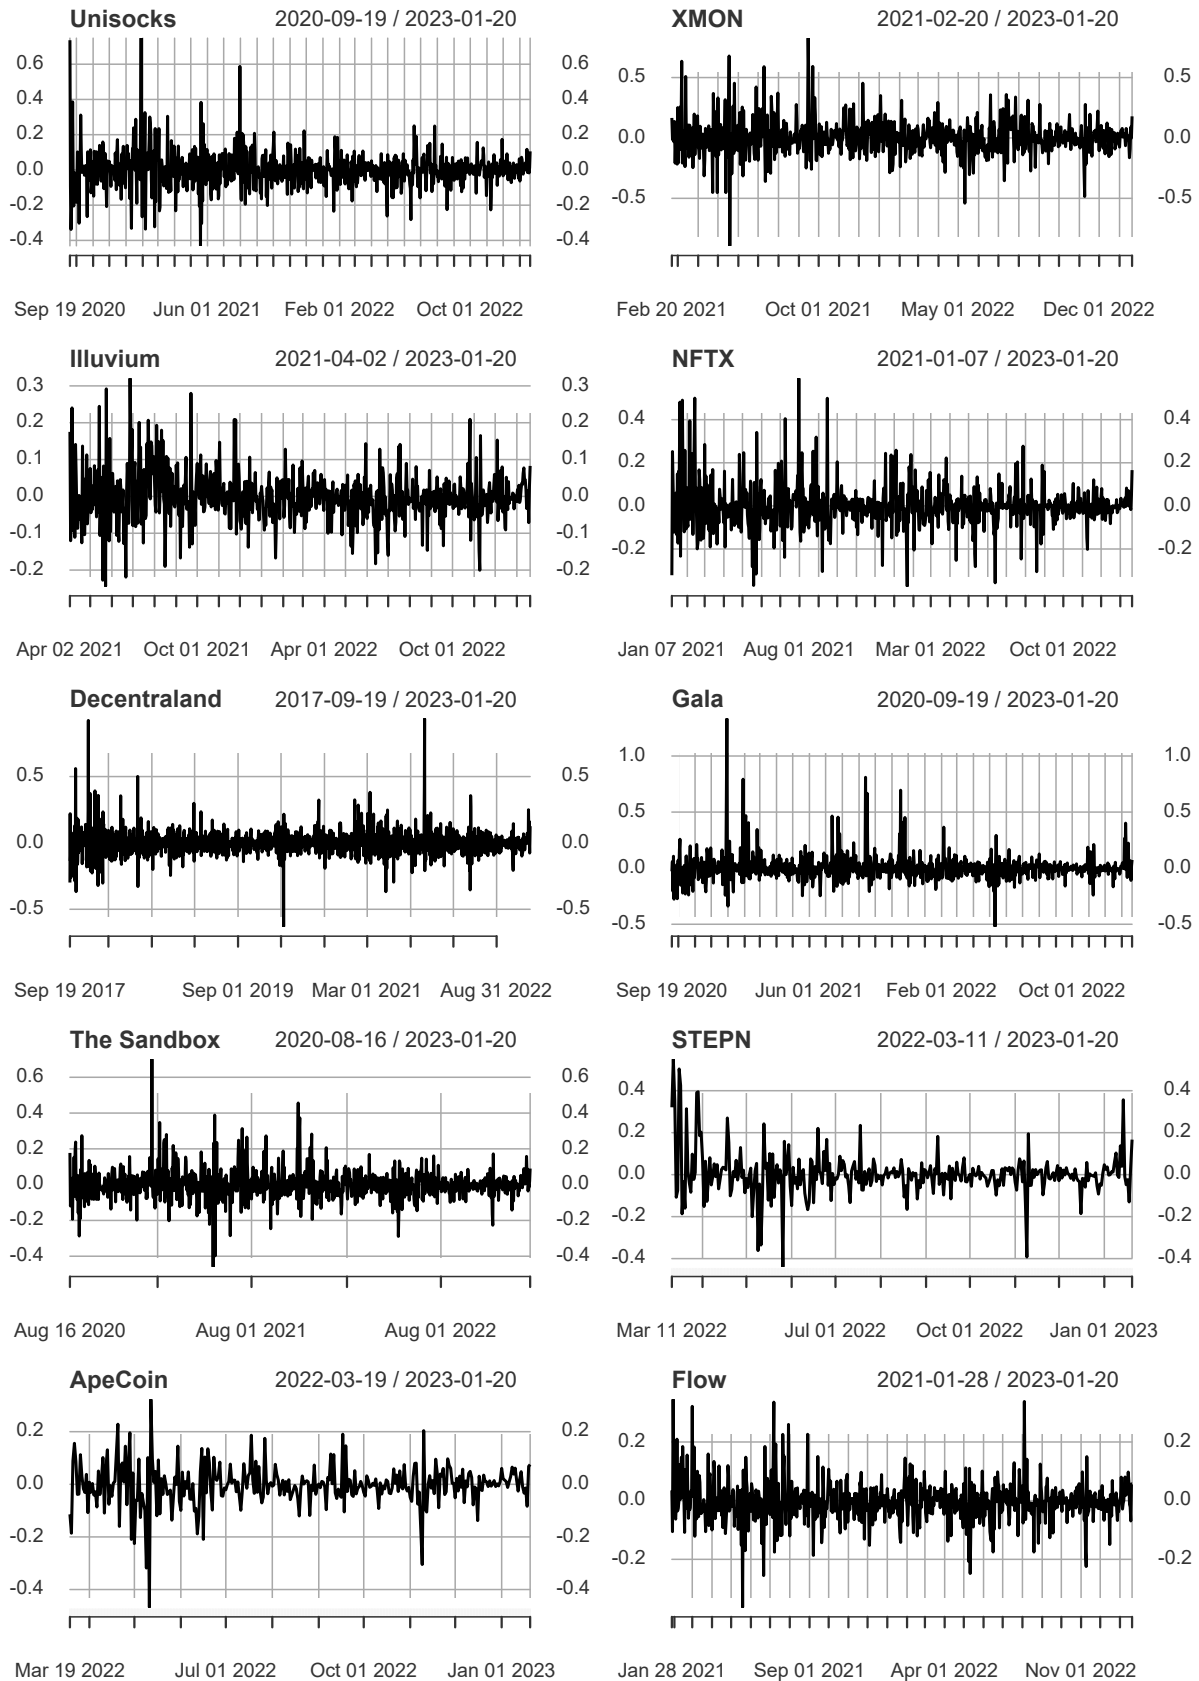 Unisocks 2020-09-19 / 2023-01-20 XMON 2021-02-20 / 2023-01-20
0.6 0.6 0.5 0.5
0.4 0.4
0.2 0.2 0.0 0.0
0.0 0.0
-0.2 -0.2 -0.5 -0.5
-0.4 -0.4
Sep 19 2020 Jun 01 2021 Feb 01 2022 Oct 01 2022 Feb 20 2021 Oct 01 2021 May 01 2022 Dec 01 2022
Illuvium 2021-04-02 / 2023-01-20 NFTX 2021-01-07 / 2023-01-20
0.3 0.3
0.2 0.2 0.4 0.4
0.1 0.1 0.2 0.2
0.0 0.0 0.0 0.0
-0.1 -0.1 -0.2 -0.2
-0.2 -0.2
Apr 02 2021 Oct 01 2021 Apr 01 2022 Oct 01 2022 Jan 07 2021 Aug 01 2021 Mar 01 2022 Oct 01 2022
Decentraland 2017-09-19 / 2023-01-20 Gala 2020-09-19 / 2023-01-20
1.0 1.0
0.5 0.5 0.5 0.5
0.0 0.0 0.0 0.0
-0.5 -0.5 -0.5 -0.5
Sep 19 2017 Sep 01 2019 Mar 01 2021 Aug 31 2022 Sep 19 2020 Jun 01 2021 Feb 01 2022 Oct 01 2022
The Sandbox 2020-08-16 / 2023-01-20 STEPN 2022-03-11 / 2023-01-20
0.6 0.6 0.4 0.4
0.4 0.4 0.2 0.2
0.2 0.2
0.0 0.0 0.0 0.0
-0.2 -0.2 -0.2 -0.2
-0.4 -0.4 -0.4 -0.4
Aug 16 2020 Aug 01 2021 Aug 01 2022 Mar 11 2022 Jul 01 2022 Oct 01 2022 Jan 01 2023
ApeCoin 2022-03-19 / 2023-01-20 Flow 2021-01-28 / 2023-01-20
0.2 0.2 0.2 0.2
0.0 0.0 0.0 0.0
-0.2 -0.2 -0.2 -0.2
-0.4 -0.4
Mar 19 2022 Jul 01 2022 Oct 01 2022 Jan 01 2023 Jan 28 2021 Sep 01 2021 Apr 01 2022 Nov 01 2022